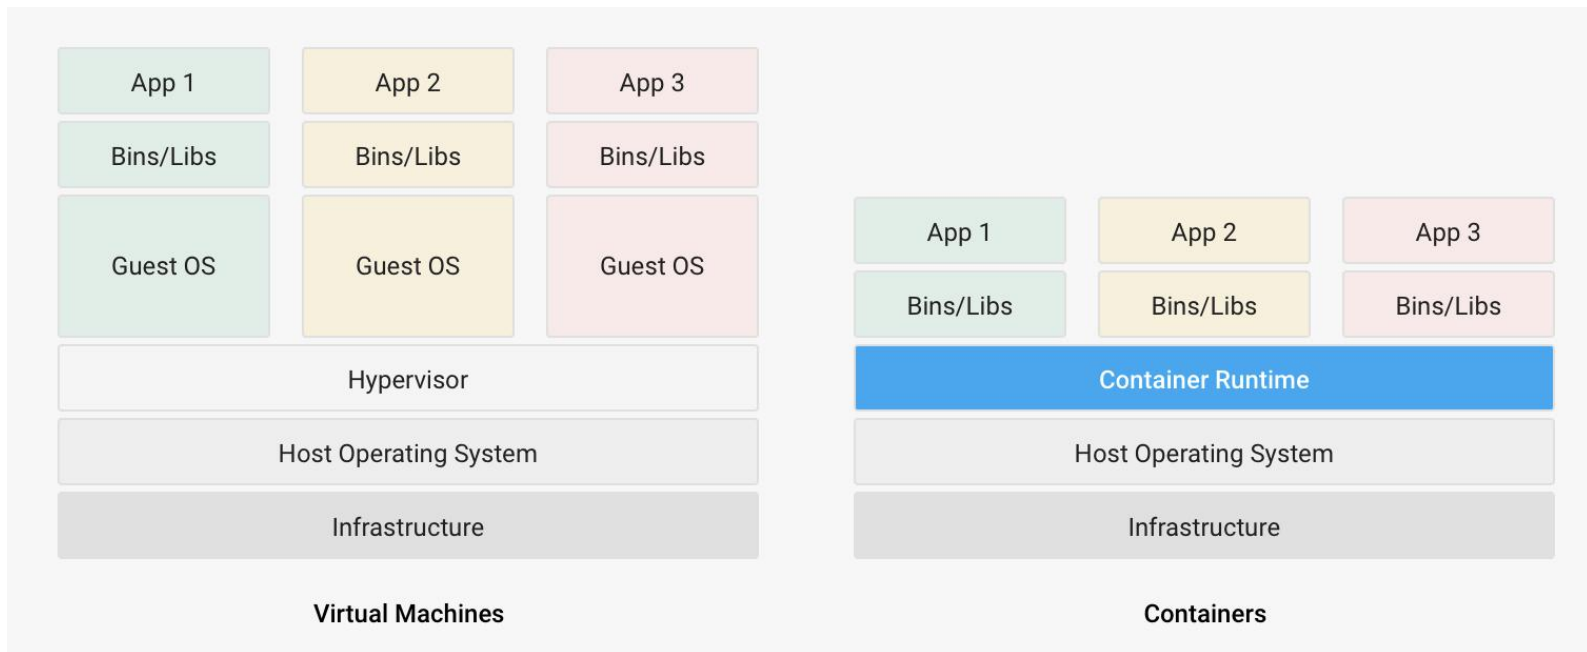 App 1
App 2
App 3
Bins/Libs
Bins/Libs
Bins/Libs
Guest OS
Guest OS
Guest OS
Hypervisor
Host Operating System
Infrastructure
Virtual Machines
App 1
App 2
App 3
Bins/Libs
Bins/Libs
Bins/Libs
Container Runtime
Host Operating System
Infrastructure
Containers